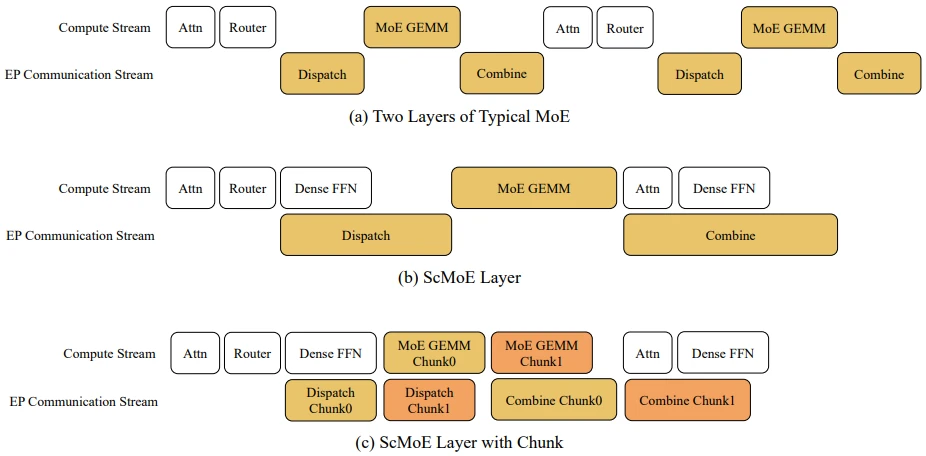 Compute Stream Attn Router MoE GEMM Attn Router MoE GEMM
EP Communication Stream Dispatch Combine Dispatch Combine
(a) Two Layers of Typical MoE
Compute Stream Attn Router Dense FFN MoE GEMM Attn Dense FFN
EP Communication Stream Dispatch Combine
(b) ScMoE Layer
Compute Stream Attn Router Dense FFN MoE GEMM Chunk0 MoE GEMM Chunk1 Attn Dense FFN
EP Communication Stream Dispatch Chunk0 Dispatch Chunk1 Combine Chunk0 Combine Chunk1
(c) ScMoE Layer with Chunk